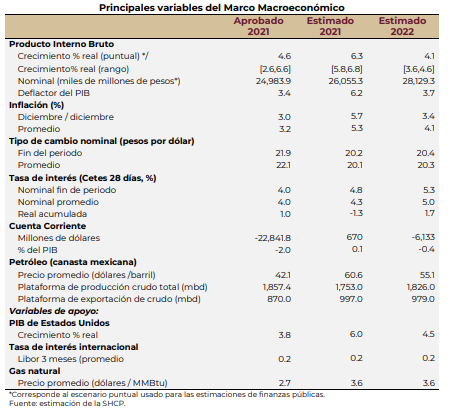 Principales variables del Marco Macroeconómico
Aprobado Estimado Estimado
2021 2021 2022
Producto Interno Bruto
Crecimiento % real (puntual) */ 4.6 6.3 4.1
Crecimiento% real (rango) [2.6,6.6] [5.8,6.8] [3.6,4.6]
Nominal (miles de millones de pesos*) 24,983.9 26,055.3 28,129.3
Deflactor del PIB 3.4 6.2 3.7
Inflación (%)
Diciembre / diciembre 3.0 5.7 3.4
Promedio 3.2 5.3 4.1
Tipo de cambio nominal (pesos por dólar)
Fin del periodo 21.9 20.2 20.4
Promedio 22.1 20.1 20.3
Tasa de interés (Cetes 28 días, %)
Nominal fin de periodo 4.0 4.8 5.3
Nominal promedio 4.0 4.3 5.0
Real acumulada 1.0 -1.3 1.7
Cuenta Corriente
Millones de dólares -22,841.8 670 -6,133
% del PIB -2.0 0.1 -0.4
Petróleo (canasta mexicana)
Precio promedio (dólares /barril) 42.1 60.6 55.1
Plataforma de producción crudo total (mbd) 1,857.4 1,753.0 1,826.0
Plataforma de exportación de crudo (mbd) 870.0 997.0 979.0
Variables de apoyo:
PIB de Estados Unidos
Crecimiento % real 3.8 6.0 4.5
Tasa de interés internacional
Libor 3 meses (promedio 0.2 0.2 0.2
Gas natural
Precio promedio (dólares / MMBtu) 2.7 3.6 3.6
*Corresponde al escenario puntual usado para las estimaciones de finanzas públicas.
Fuente: estimación de la SHCP.